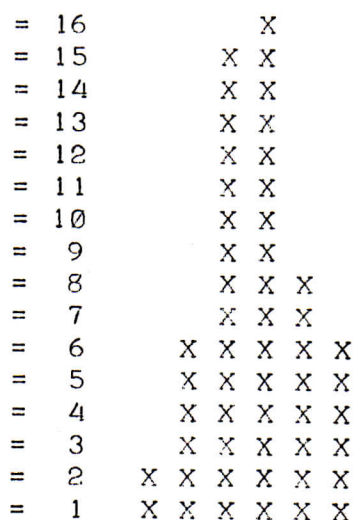 = 16 X
= 15 X X
= 14 X X
= 13 X X
= 12 X X
= 11 X X
= 10 X X
= 9 X X
= 8 X X X
= 7 X X X
= 6 X X X X X
= 5 X X X X X
= 4 X X X X X
= 3 X X X X X
= 2 X X X X X X
= 1 X X X X X X